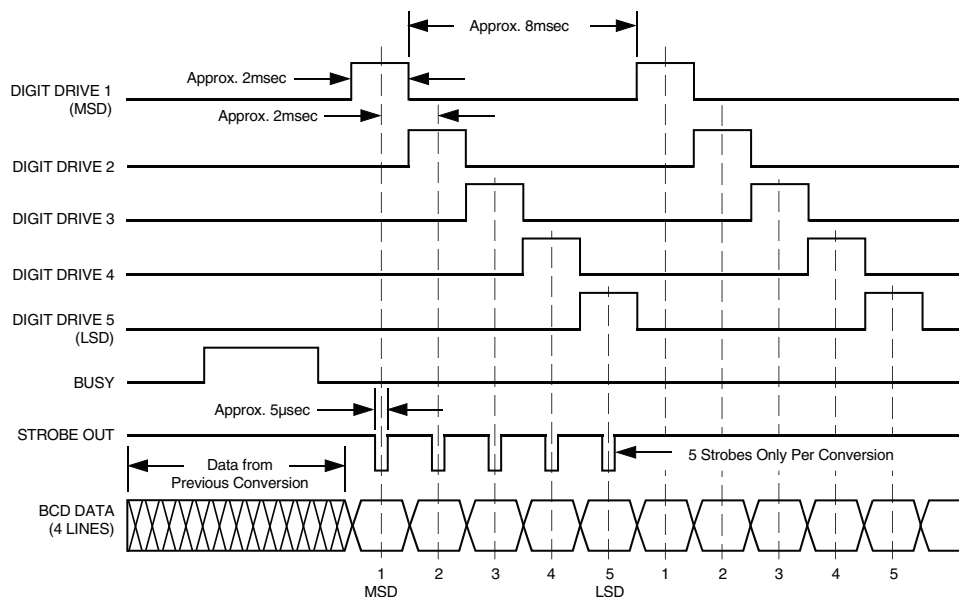 Approx. 8msec
Approx. 2msec
DIGIT DRIVE 1
(MSD)
Approx. 2msec
DIGIT DRIVE 2
DIGIT DRIVE 3
DIGIT DRIVE 4
DIGIT DRIVE 5
(LSD)
BUSY
Approx. 5µsec
STROBE OUT
5 Strobes Only Per Conversion
Data from
Previous Conversion
BCD DATA
(4 LINES)
1 2 3 4 5 1 2 3 4 5
MSD LSD